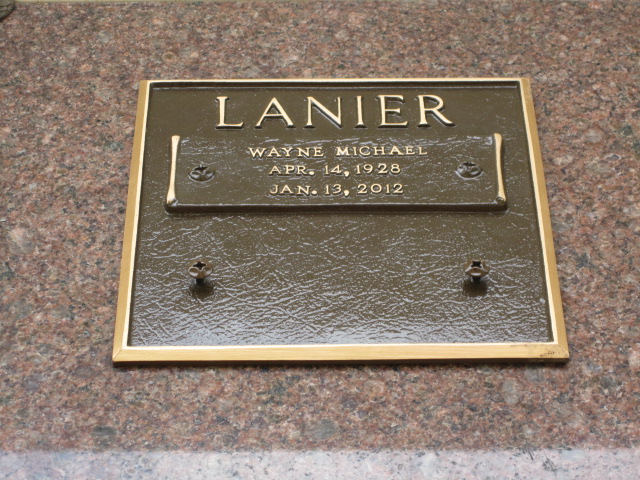 LANIER
WAYNE MICHAEL
APR. 14, 1928
JAN. 13, 2012